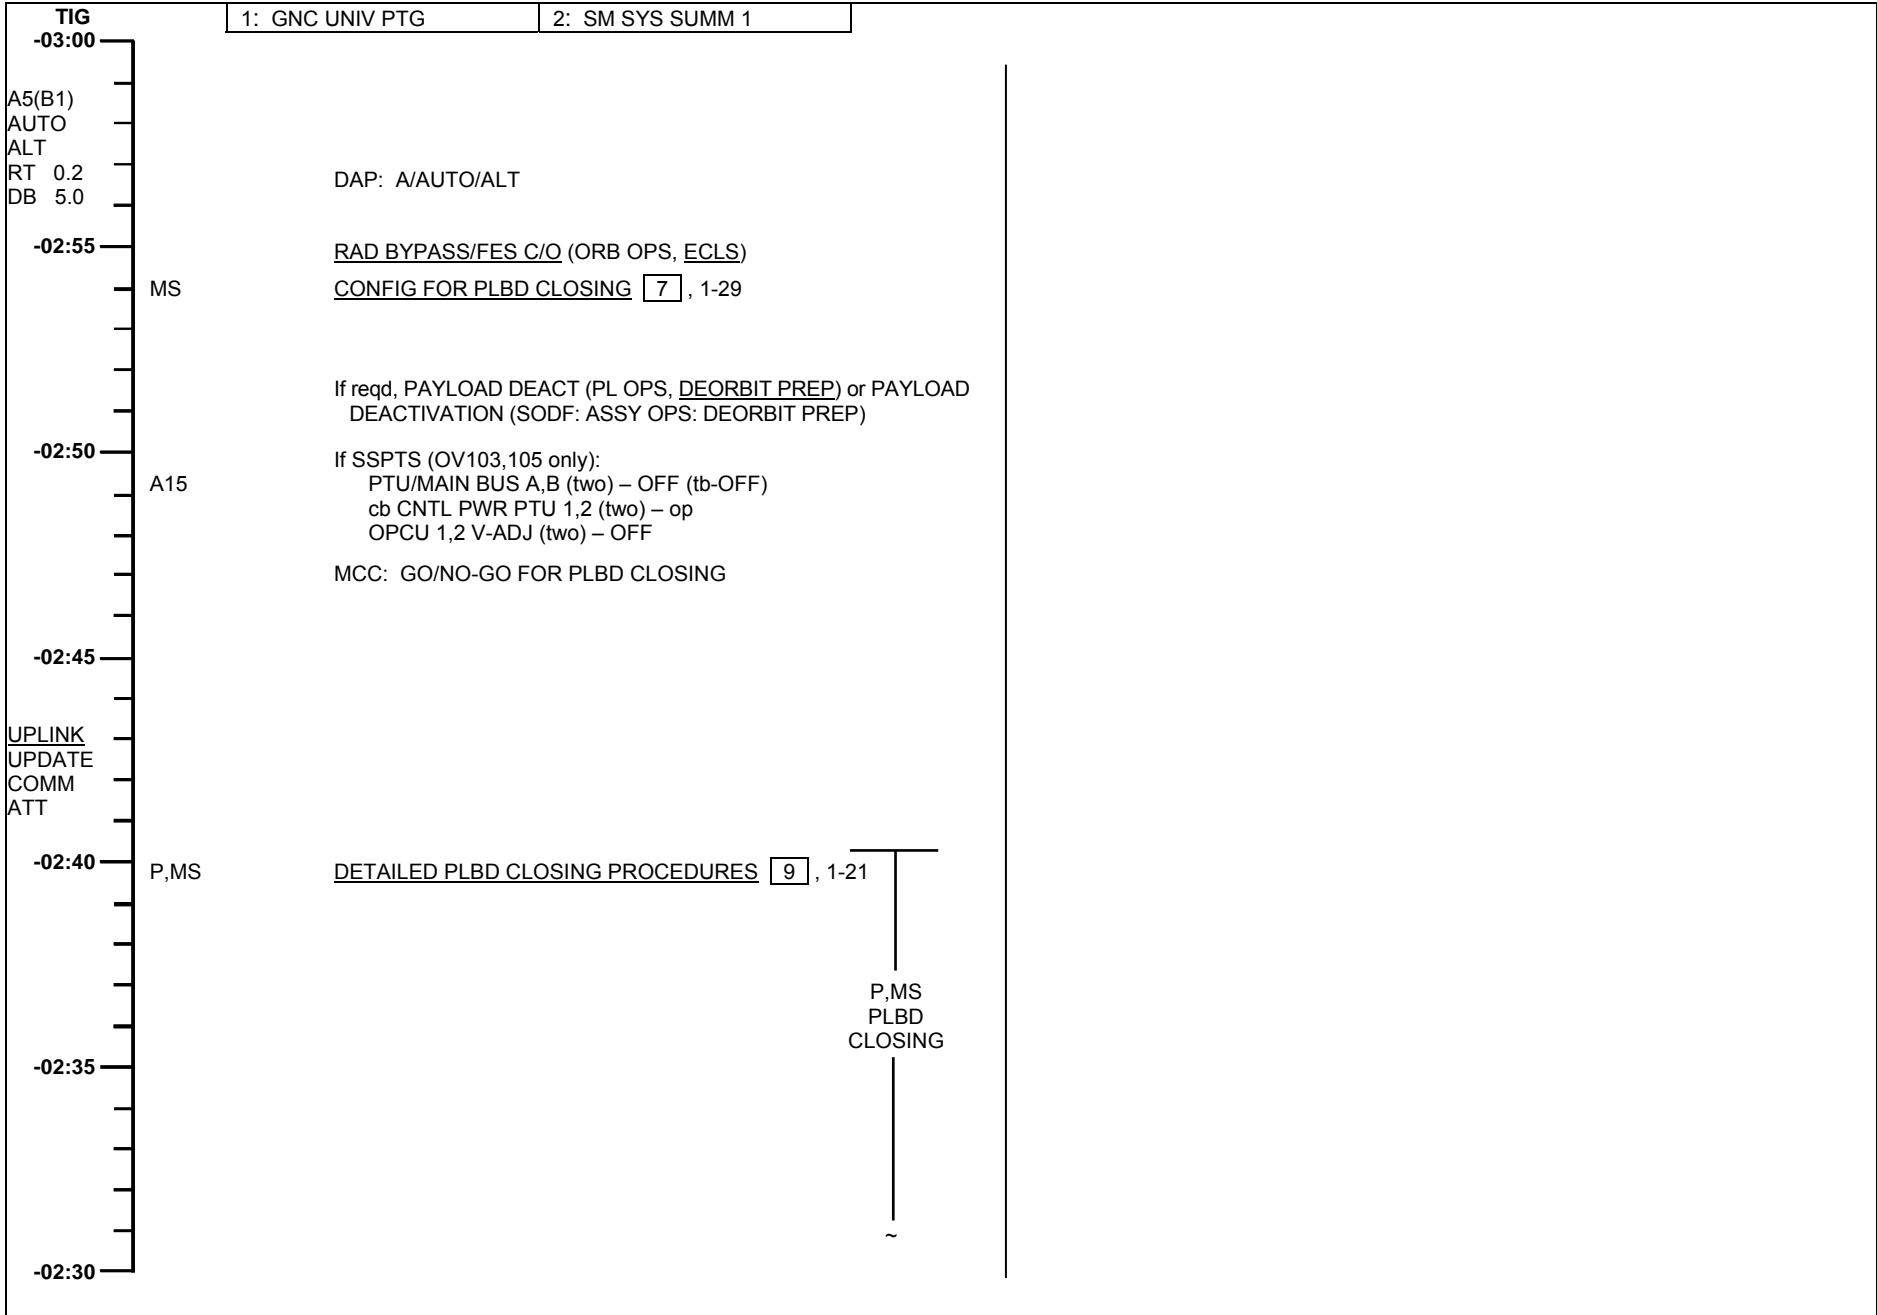 TIG
1: GNC UNIV PTG
2: SM SYS SUMM 1
-03:00
A5(B1)
AUTO
ALT
RT 0.2
DB 5.0
DAP: A/AUTO/ALT
-02:55
RAD BYPASS/FES C/O (ORB OPS, ECLS)
MS
CONFIG FOR PLBD CLOSING 7 , 1-29
If reqd, PAYLOAD DEACT (PL OPS, DEORBIT PREP) or PAYLOAD
DEACTIVATION (SODF: ASSY OPS: DEORBIT PREP)
-02:50
If SSPTS (OV103,105 only):
A15
PTU/MAIN BUS A,B (two) – OFF (tb-OFF)
cb CNTL PWR PTU 1,2 (two) – op
OPCU 1,2 V-ADJ (two) – OFF
MCC: GO/NO-GO FOR PLBD CLOSING
-02:45
UPLINK
UPDATE
COMM
ATT
-02:40
P,MS
DETAILED PLBD CLOSING PROCEDURES 9 , 1-21
P,MS
PLBD
CLOSING
-02:35
~
-02:30